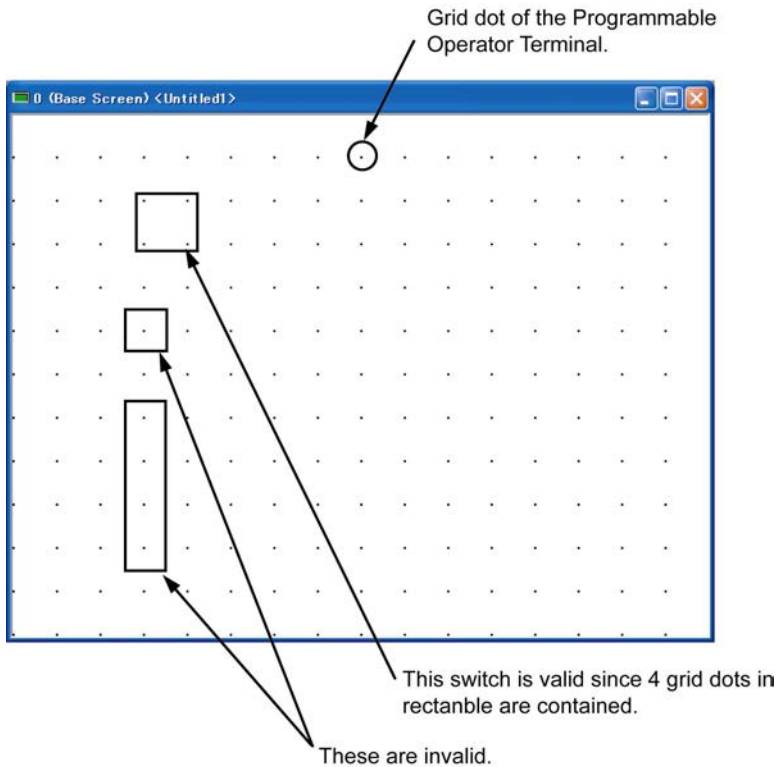 Grid dot of the Programmable
Operator Terminal.
0 (Base Screen) <Untitled1>
This switch is valid since 4 grid dots in
rectanble are contained.
These are invalid.